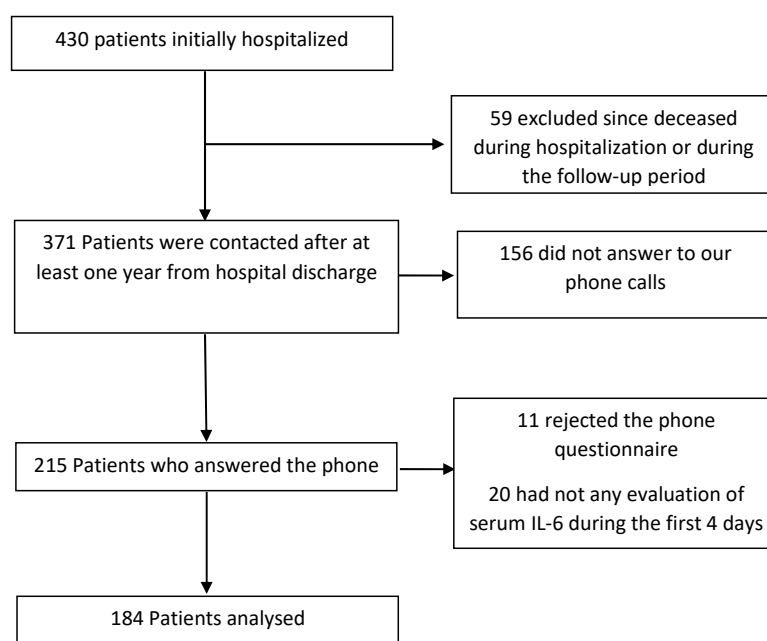 430 patients initially hospitalized
59 excluded since deceased
during hospitalization or during
the follow-up period
371 Patients were contacted after at
least one year from hospital discharge
156 did not answer to our
phone calls
215 Patients who answered the phone
11 rejected the phone
questionnaire
20 had not any evaluation of
serum IL-6 during the first 4 days
184 Patients analysed